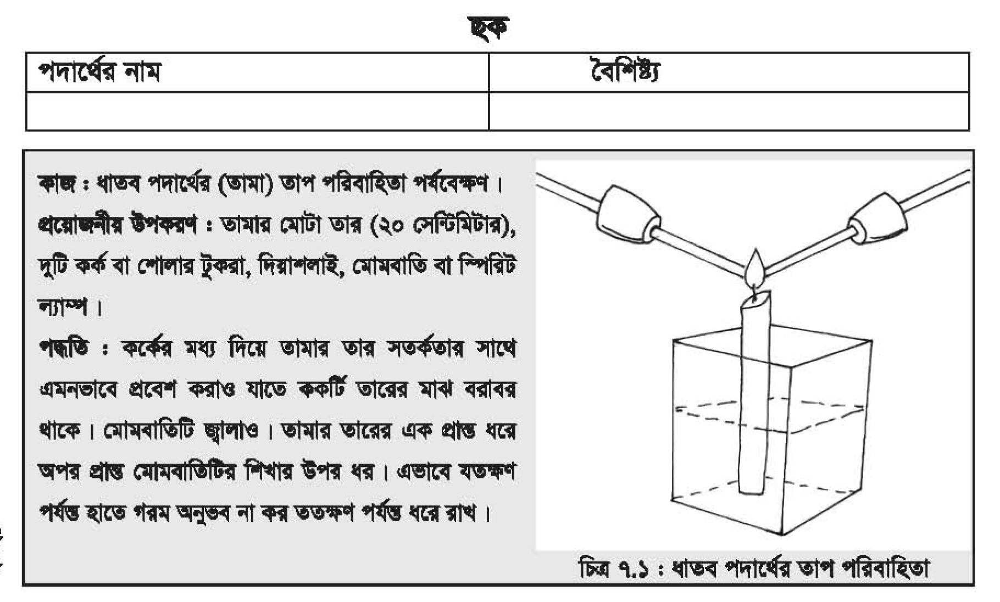 ছক
পদার্থের নাম
বৈশিষ্ট্য
কাজ : ধাতব পদার্থের (তামা) তাপ পরিবাহিতা পর্যবেক্ষণ।
প্রয়োজনীয় উপকরণ : তামার মোটা তার (২০ সেন্টিমিটার),
দুটি কর্ক বা শোলার টুকরা, দিয়াশলাই, মোমবাতি বা স্পিরিট
ল্যাম্প।
পদ্ধতি : কর্কের মধ্য দিয়ে তামার তার সতর্কতার সাথে
এমনভাবে প্রবেশ করাও যাতে ককর্টি তারের মাঝ বরাবর
থাকে। মোমবাতিটি জ্বালাও। তামার তারের এক প্রান্ত ধরে
অপর প্রান্ত মোমবাতিটির শিখার উপর ধর। এভাবে যতক্ষণ
পর্যন্ত হাতে গরম অনুভব না কর ততক্ষণ পর্যন্ত ধরে রাখ।
চিত্র ৭.১ : ধাতব পদার্থের তাপ পরিবাহিতা